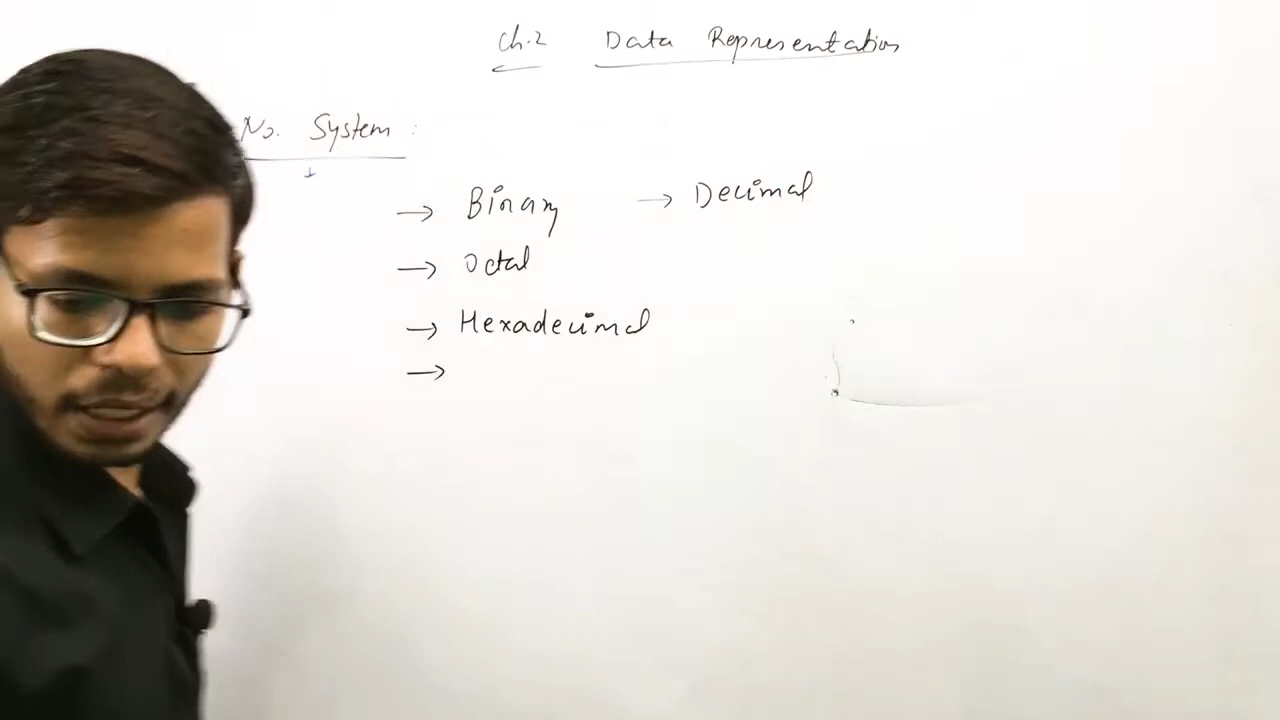 Ch.2 Data Representation
No. System :
→ Binary → Decimal
→ Octal
→ Hexadecimal
→